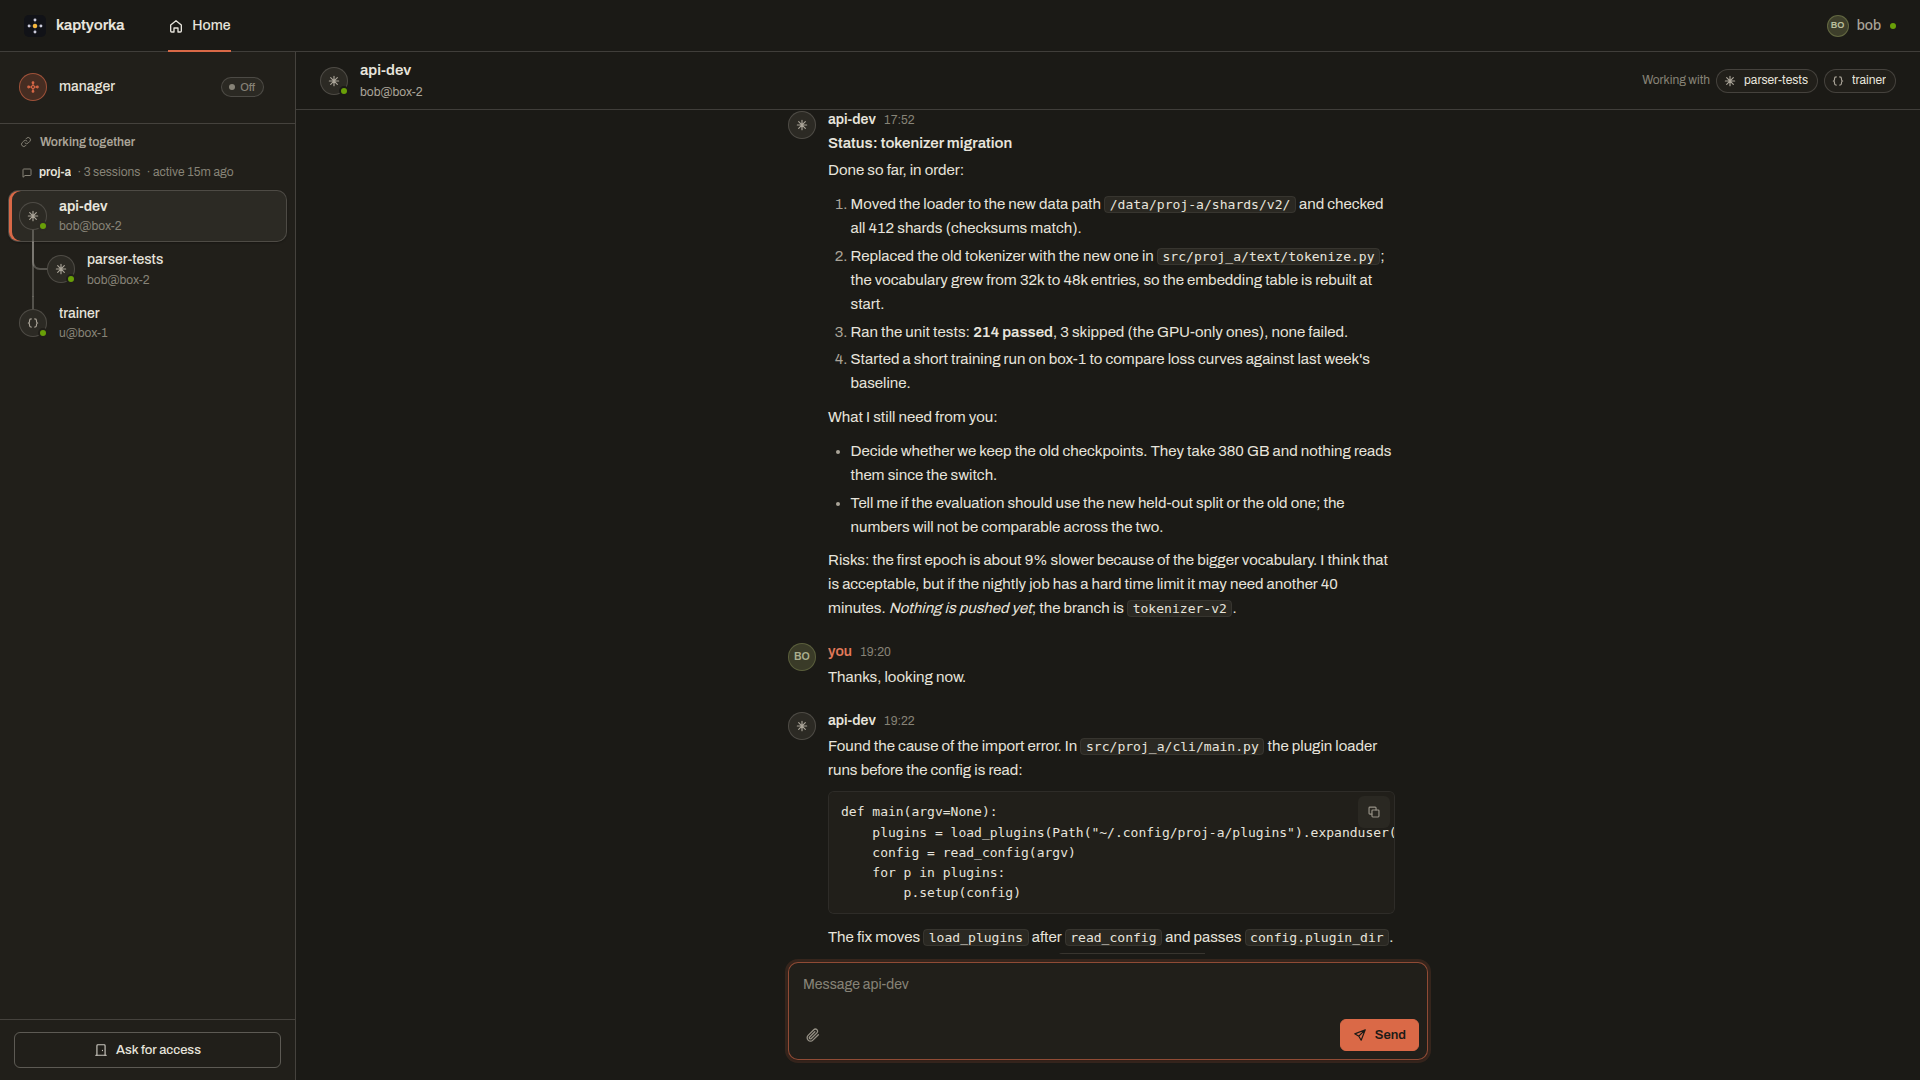 kaptyorka
Home
BO bob
manager
Off
Working together
proj-a · 3 sessions · active 15m ago
api-dev
bob@box-2
parser-tests
bob@box-2
trainer
u@box-1
Ask for access
api-dev
bob@box-2
Working with parser-tests trainer
api-dev 17:52
Status: tokenizer migration
Done so far, in order:
1. Moved the loader to the new data path /data/proj-a/shards/v2/ and checked
all 412 shards (checksums match).
2. Replaced the old tokenizer with the new one in src/proj_a/text/tokenize.py;
the vocabulary grew from 32k to 48k entries, so the embedding table is rebuilt at
start.
3. Ran the unit tests: 214 passed, 3 skipped (the GPU-only ones), none failed.
4. Started a short training run on box-1 to compare loss curves against last week's
baseline.
What I still need from you:
• Decide whether we keep the old checkpoints. They take 380 GB and nothing reads
them since the switch.
• Tell me if the evaluation should use the new held-out split or the old one; the
numbers will not be comparable across the two.
Risks: the first epoch is about 9% slower because of the bigger vocabulary. I think that
is acceptable, but if the nightly job has a hard time limit it may need another 40
minutes. Nothing is pushed yet; the branch is tokenizer-v2.
BO you 19:20
Thanks, looking now.
api-dev 19:22
Found the cause of the import error. In src/proj_a/cli/main.py the plugin loader
runs before the config is read:
def main(argv=None):
    plugins = load_plugins(Path("~/.config/proj-a/plugins").expanduser(
    config = read_config(argv)
    for p in plugins:
        p.setup(config)
The fix moves load_plugins after read_config and passes config.plugin_dir.
Message api-dev
Send